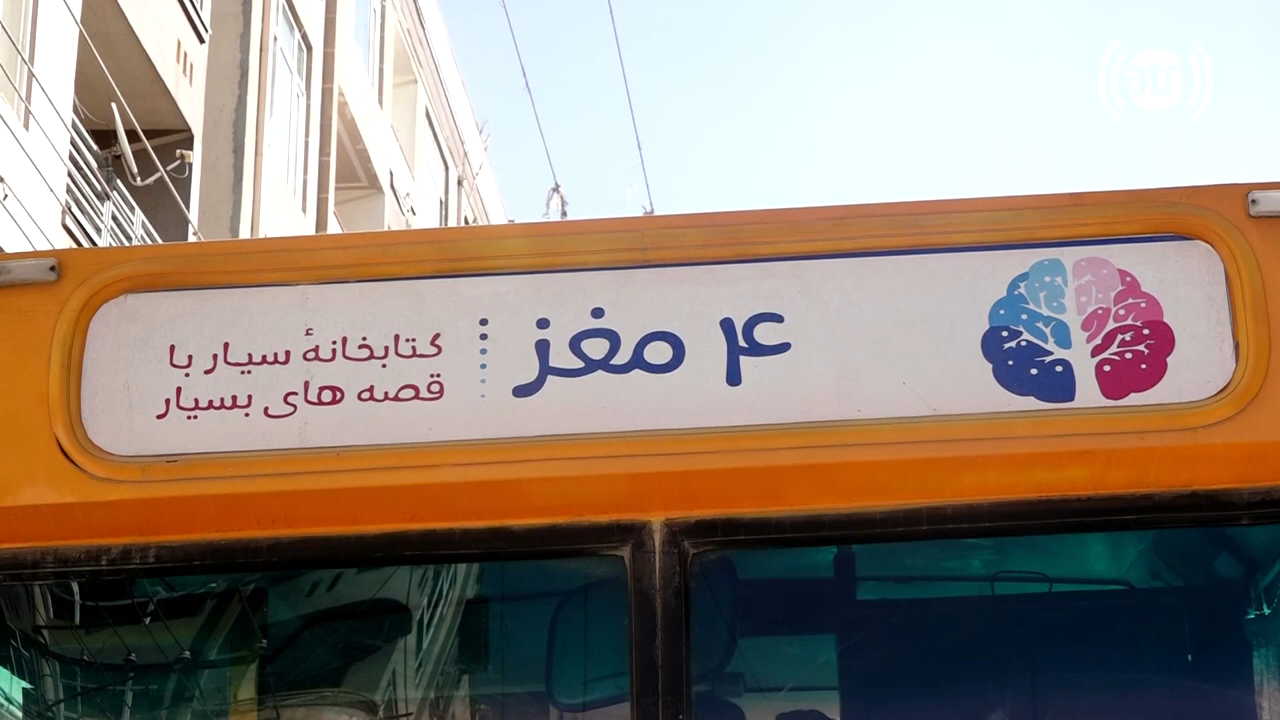 ۴ مغز
کتابخانهٔ سیار با
قصه های بسیار